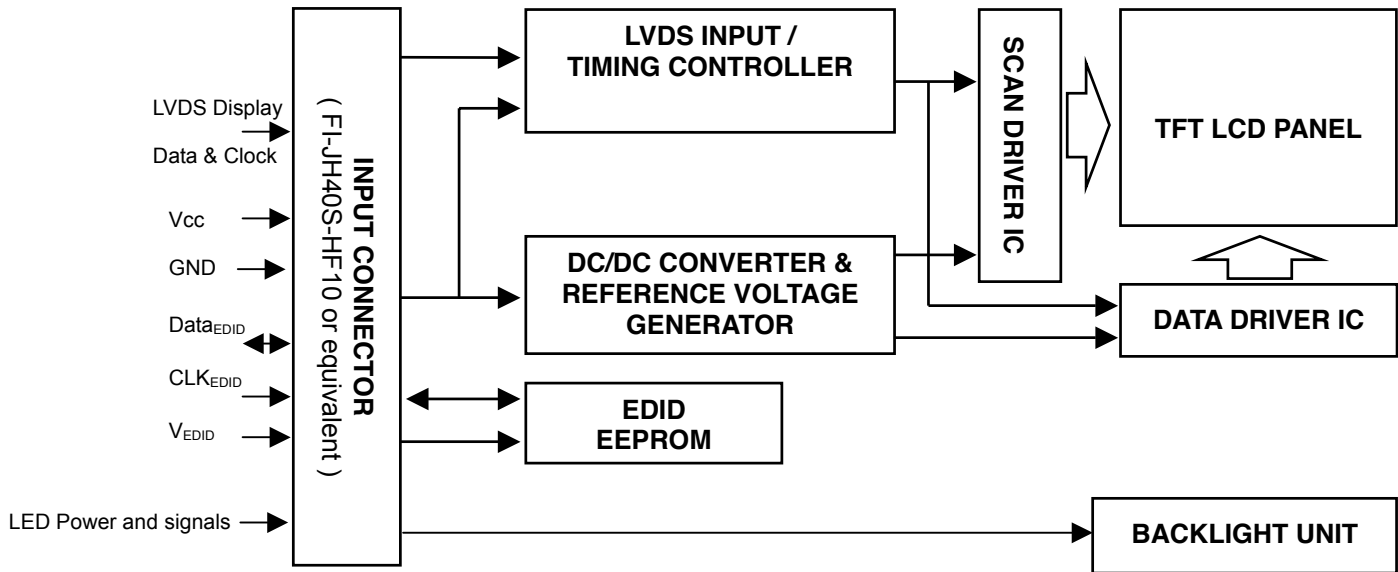 LVDS Display
Data & Clock
Vcc
GND
DataEDID
CLKEDID
VEDID
LED Power and signals
INPUT CONNECTOR
( FI-JH40S-HF10 or equivalent )
LVDS INPUT /
TIMING CONTROLLER
DC/DC CONVERTER &
REFERENCE VOLTAGE
GENERATOR
EDID
EEPROM
SCAN DRIVER IC
TFT LCD PANEL
DATA DRIVER IC
BACKLIGHT UNIT